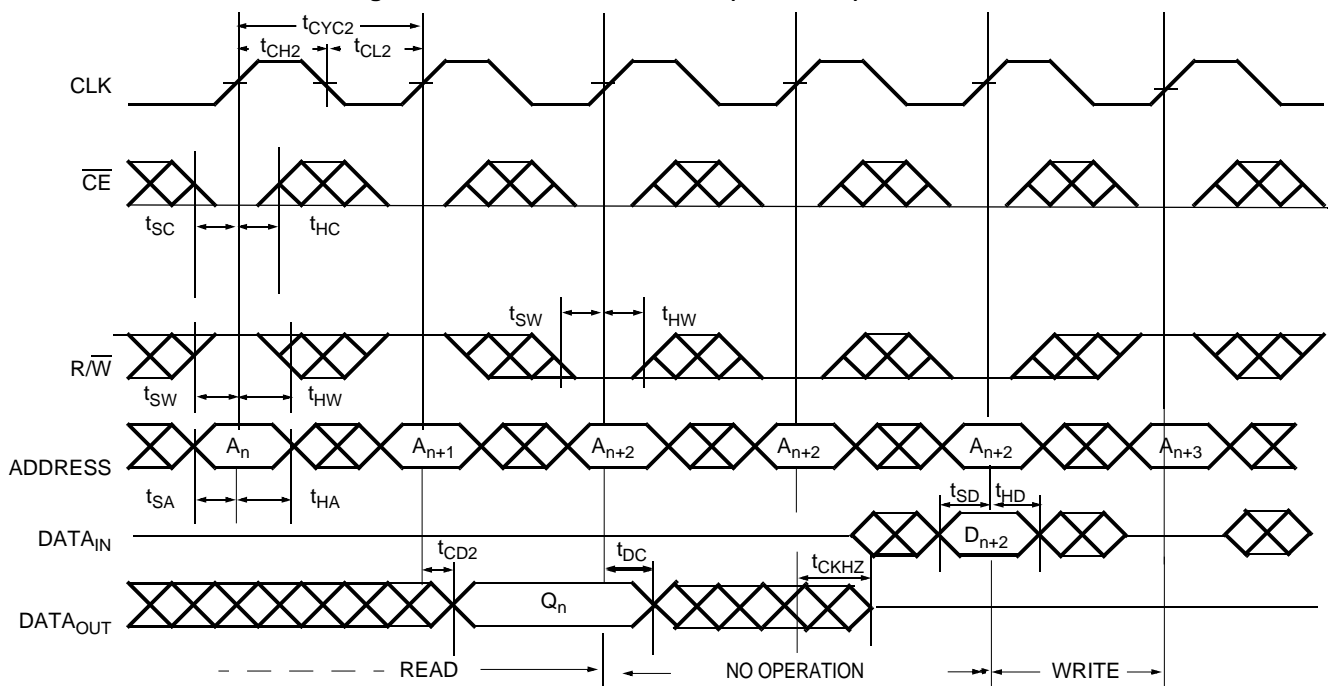 tCYC2
tCH2 tCL2
CLK
CE
tSC tHC
tSW tHW
R/W
tSW tHW
An An+1 An+2 An+2 An+2 An+3
ADDRESS
tSA tHA tSD tHD
DATAIN Dn+2
tCD2 tDC tCKHZ
Qn
DATAOUT
READ NO OPERATION WRITE